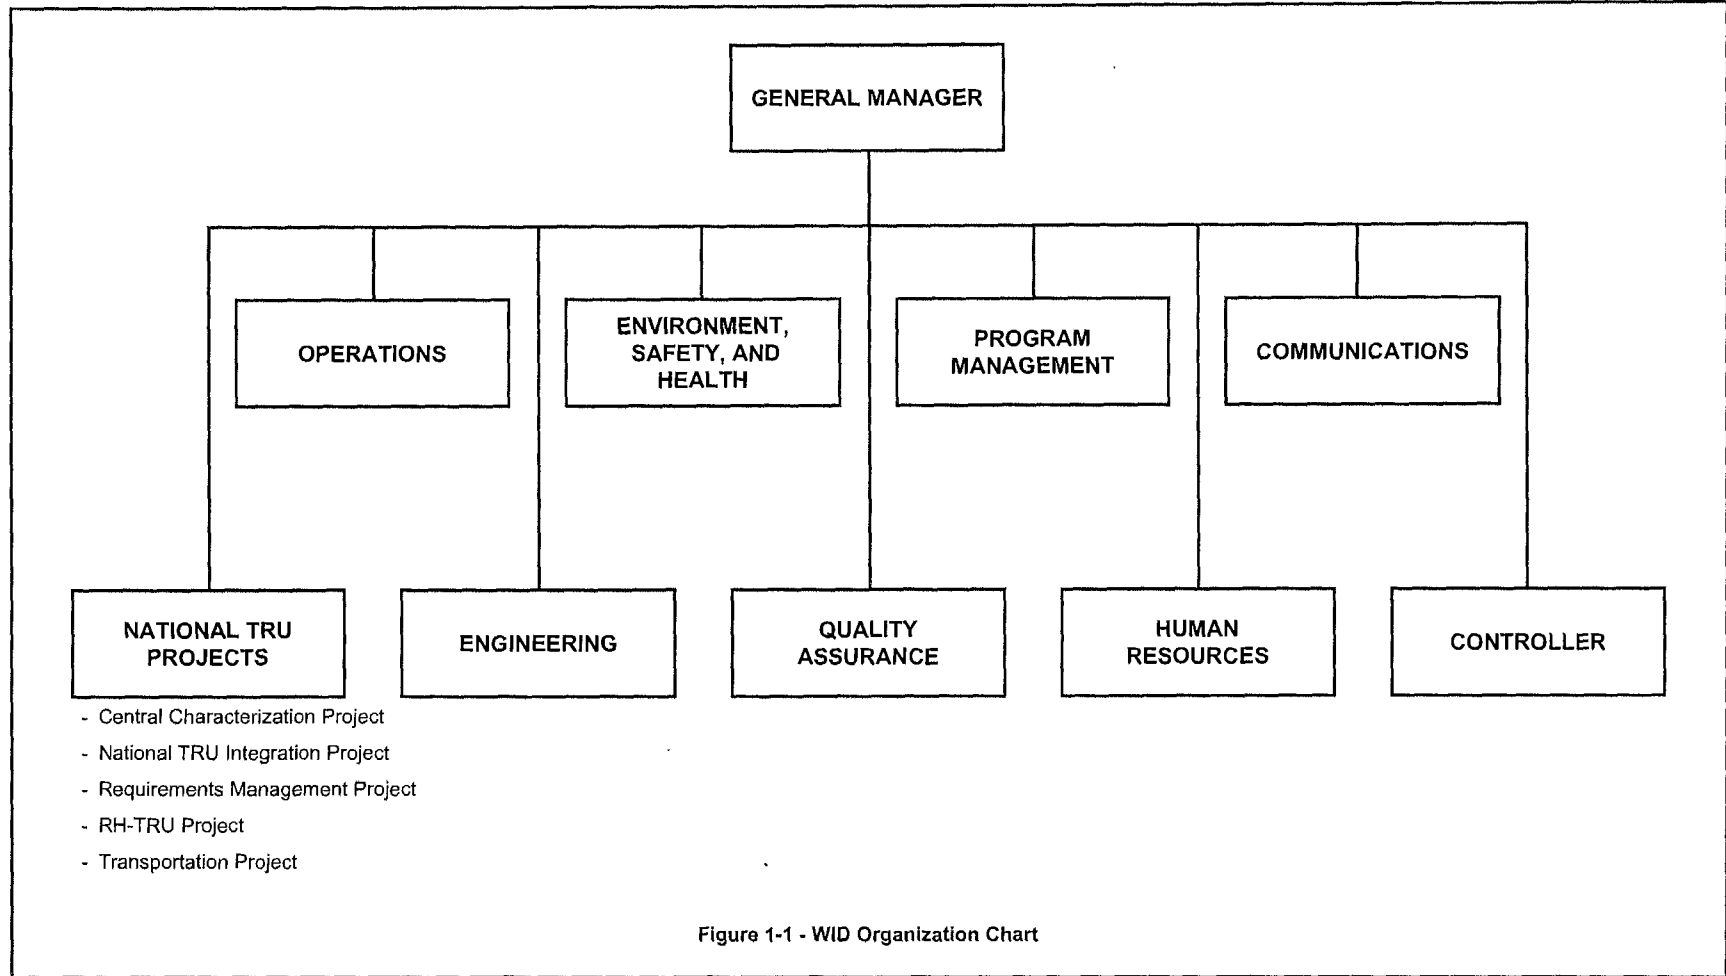 GENERAL MANAGER
OPERATIONS
ENVIRONMENT,
SAFETY, AND
HEALTH
PROGRAM
MANAGEMENT
COMMUNICATIONS
NATIONAL TRU
PROJECTS
ENGINEERING
QUALITY
ASSURANCE
HUMAN
RESOURCES
CONTROLLER
- Central Characterization Project
- National TRU Integration Project
- Requirements Management Project
- RH-TRU Project
- Transportation Project
Figure 1-1 - WID Organization Chart